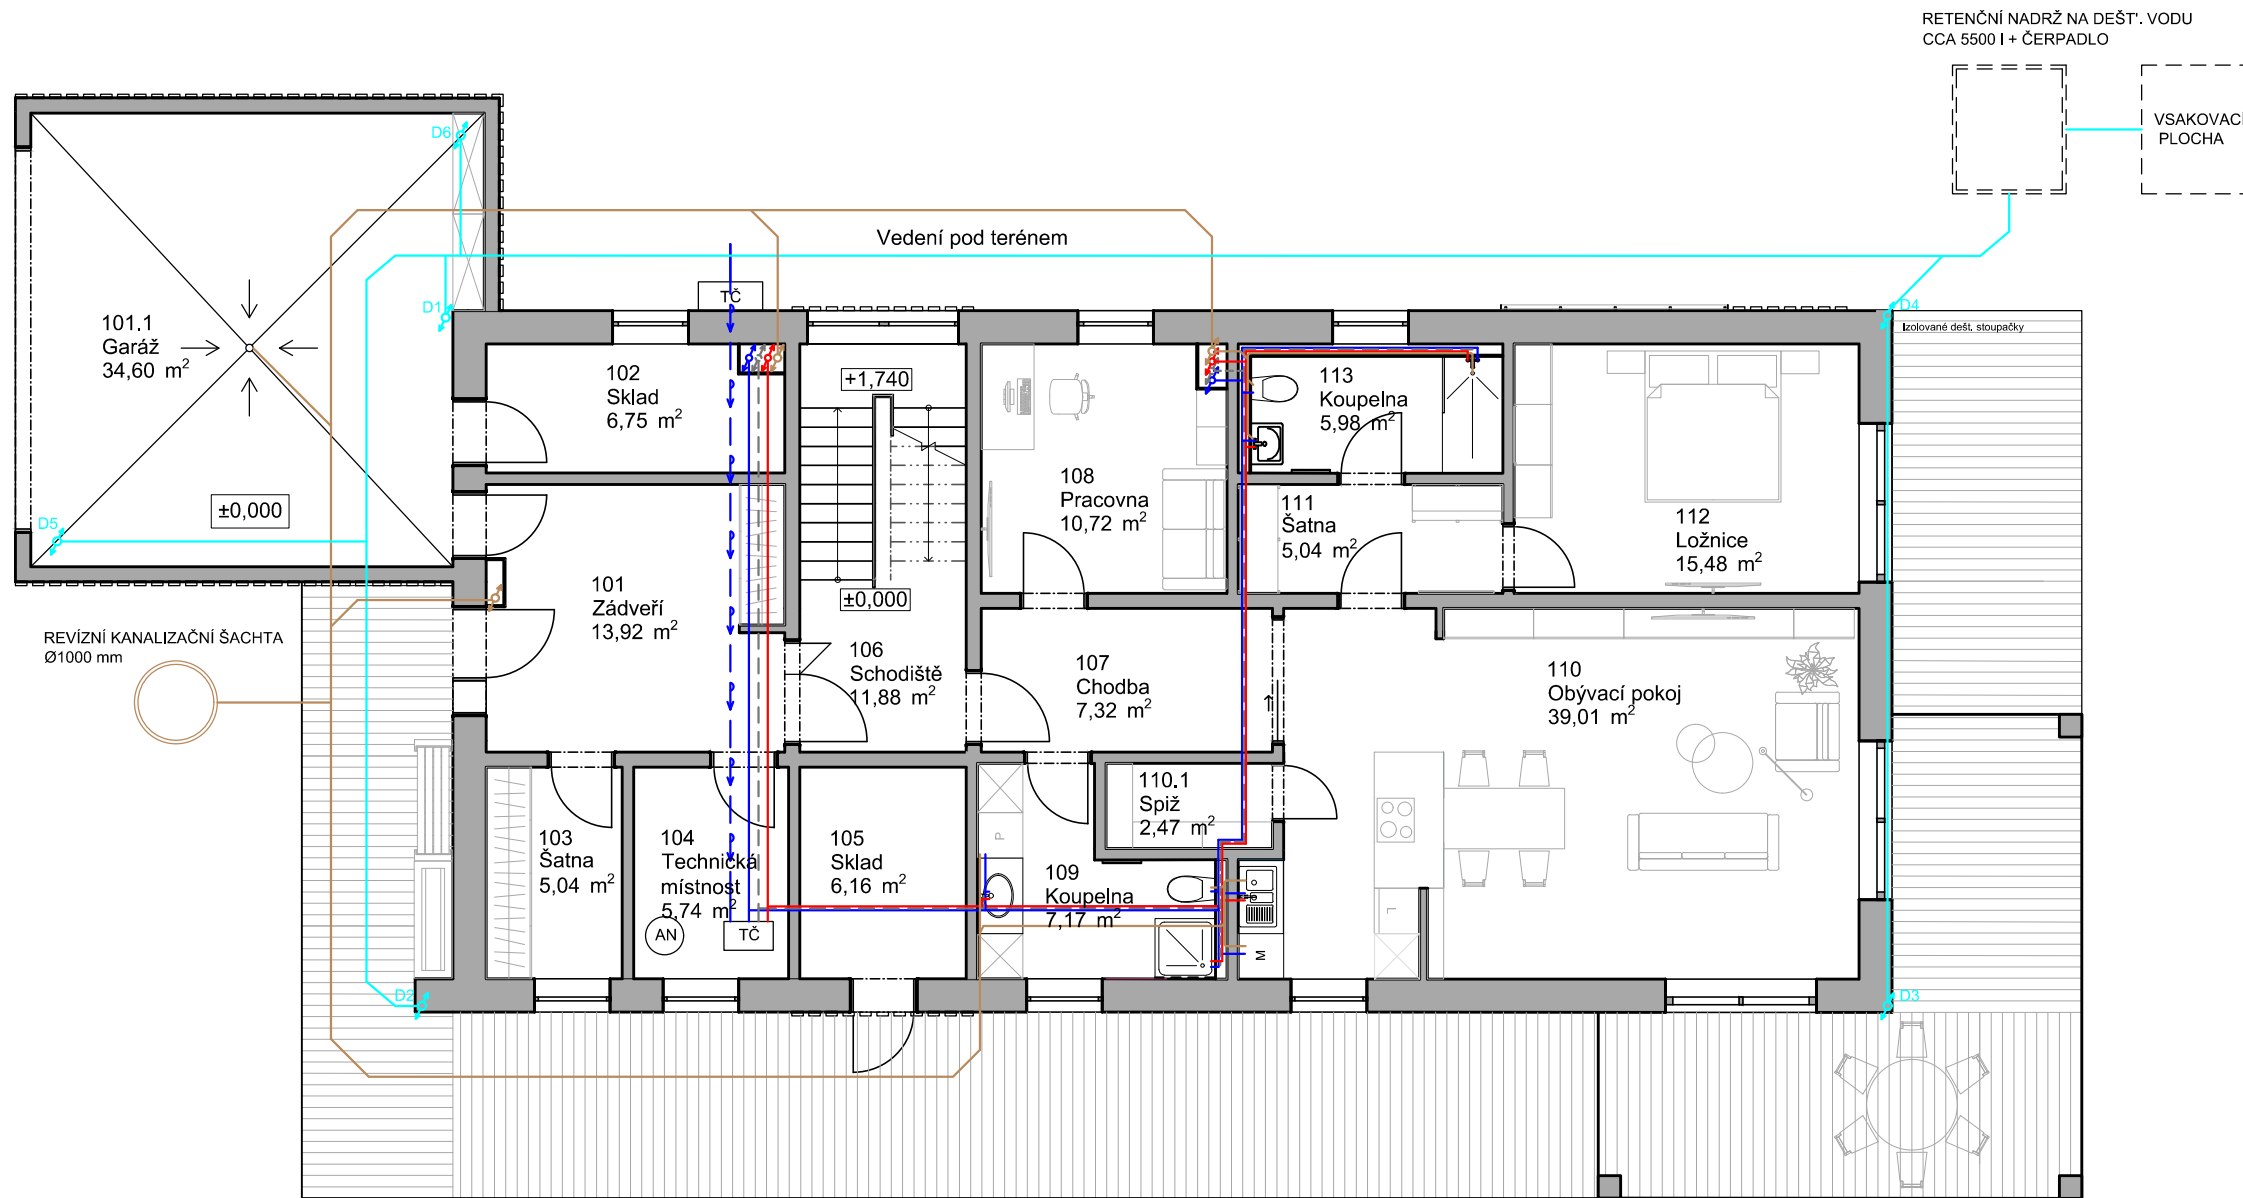 RETENČNÍ NADRŽ NA DEŠŤ. VODU
CCA 5500 l + ČERPADLO
VSAKOVACÍ
PLOCHA
D6
Vedení pod terénem
TČ
D1
D4
Izolované dešt. stoupačky
101.1
Garáž
34,60 m²
102
Sklad
6,75 m²
+1,740
113
Koupelna
5,98 m²
108
Pracovna
10,72 m²
111
Šatna
5,04 m²
112
Ložnice
15,48 m²
±0,000
D5
101
Zádveří
13,92 m²
±0,000
REVÍZNÍ KANALIZAČNÍ ŠACHTA
Ø1000 mm
106
Schodiště
11,88 m²
107
Chodba
7,32 m²
110
Obývací pokoj
39,01 m²
110.1
Spiž
2,47 m²
P
103
Šatna
5,04 m²
104
Technická
místnost
5,74 m²
105
Sklad
6,16 m²
109
Koupelna
7,17 m²
L
AN
TČ
M
D2
D3